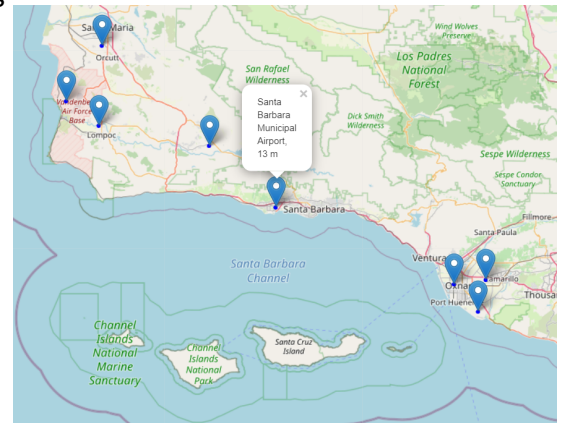 Santa Maria
Orcutt
Vandenberg
Air Force
Base
Lompoc
San Rafael
Wilderness
Wind Wolves
Preserve
Los Padres
National
Forest
Dick Smith
Wilderness
Sespe Wilderness
Sespe Condor
Sanctuary
Santa
Barbara
Municipal
Airport,
13 m
×
Santa Barbara
Fillmore
Santa Paula
Ventura
Oxnard
Camarillo
Port Hueneme
Thousa
Santa Barbara
Channel
Channel
Islands
National
Marine
Sanctuary
Channel
Islands
National
Park
Santa Cruz
Island